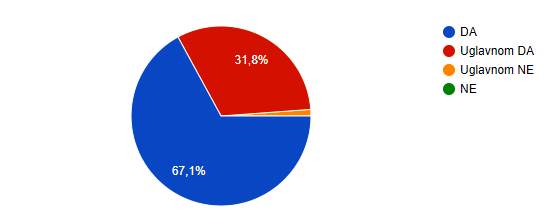 DA
31,8%
Uglavnom DA
Uglavnom NE
NE
67,1%